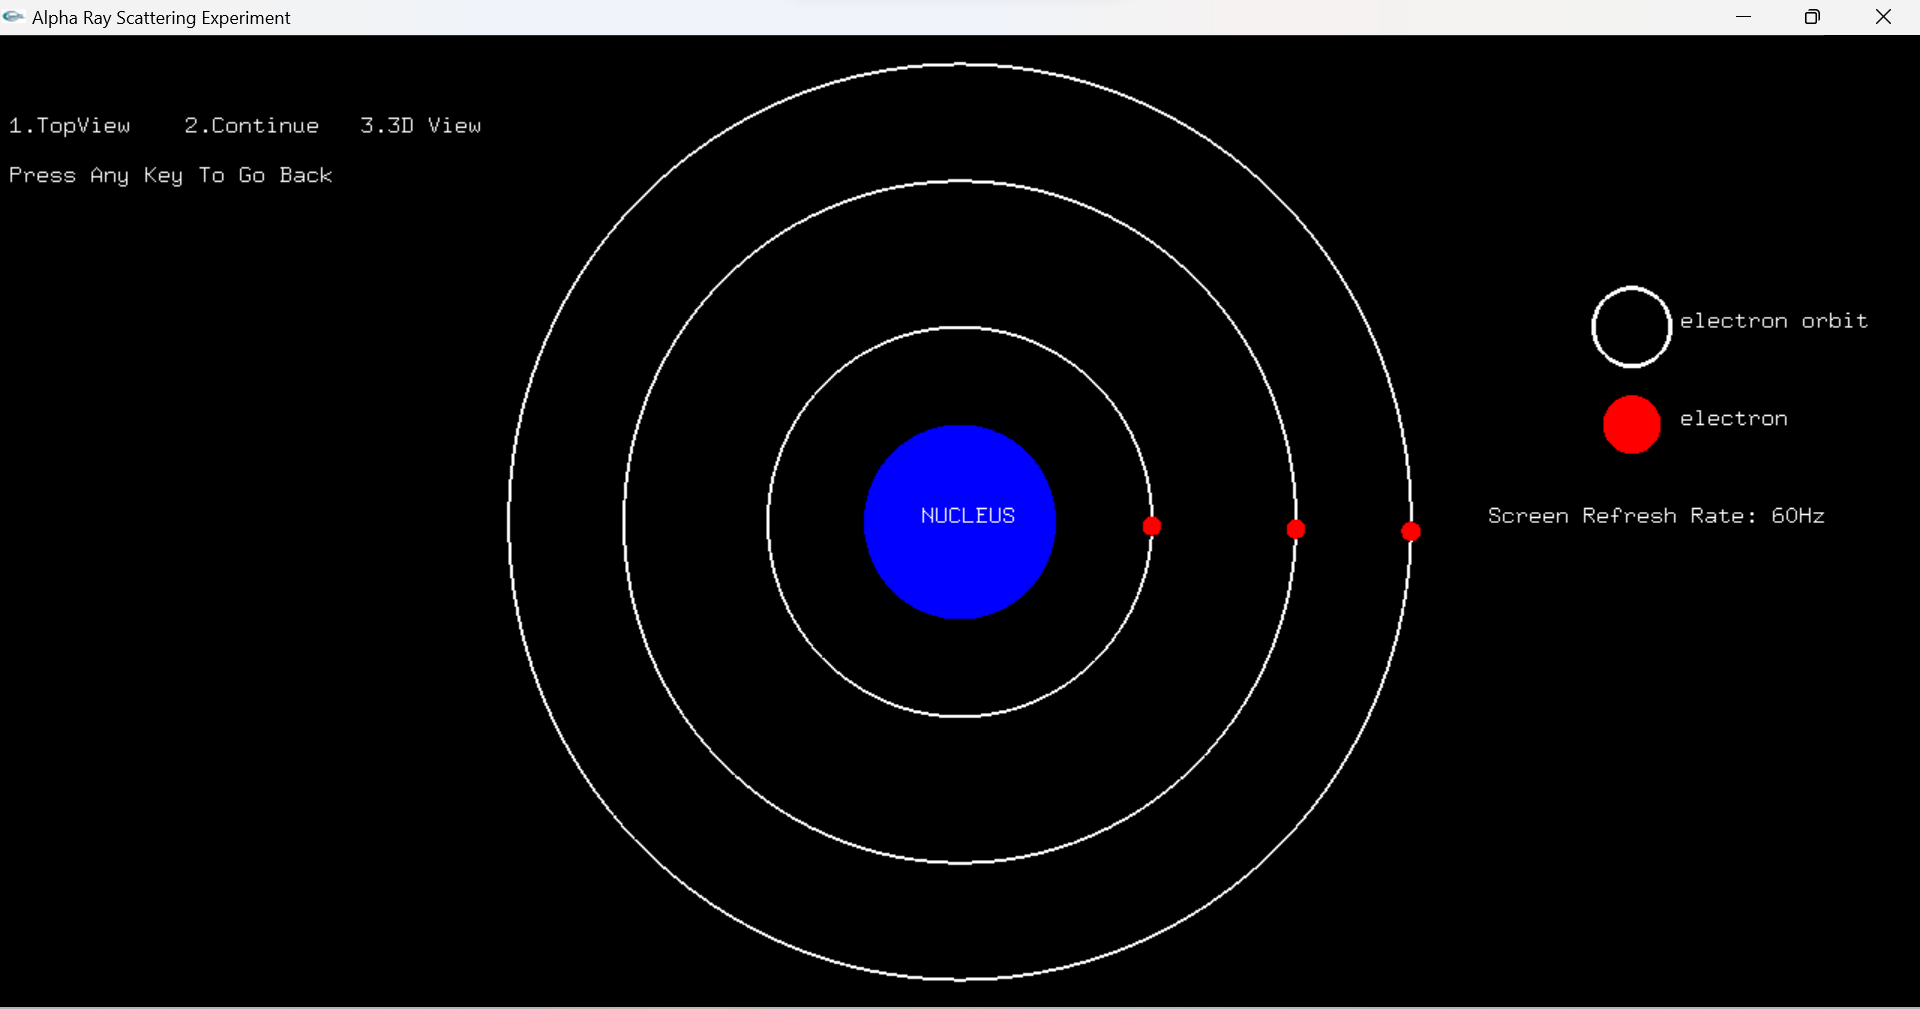 Alpha Ray Scattering Experiment
1.TopView 2.Continue 3.3D View
Press Any Key To Go Back
electron orbit
electron
NUCLEUS
Screen Refresh Rate: 60Hz